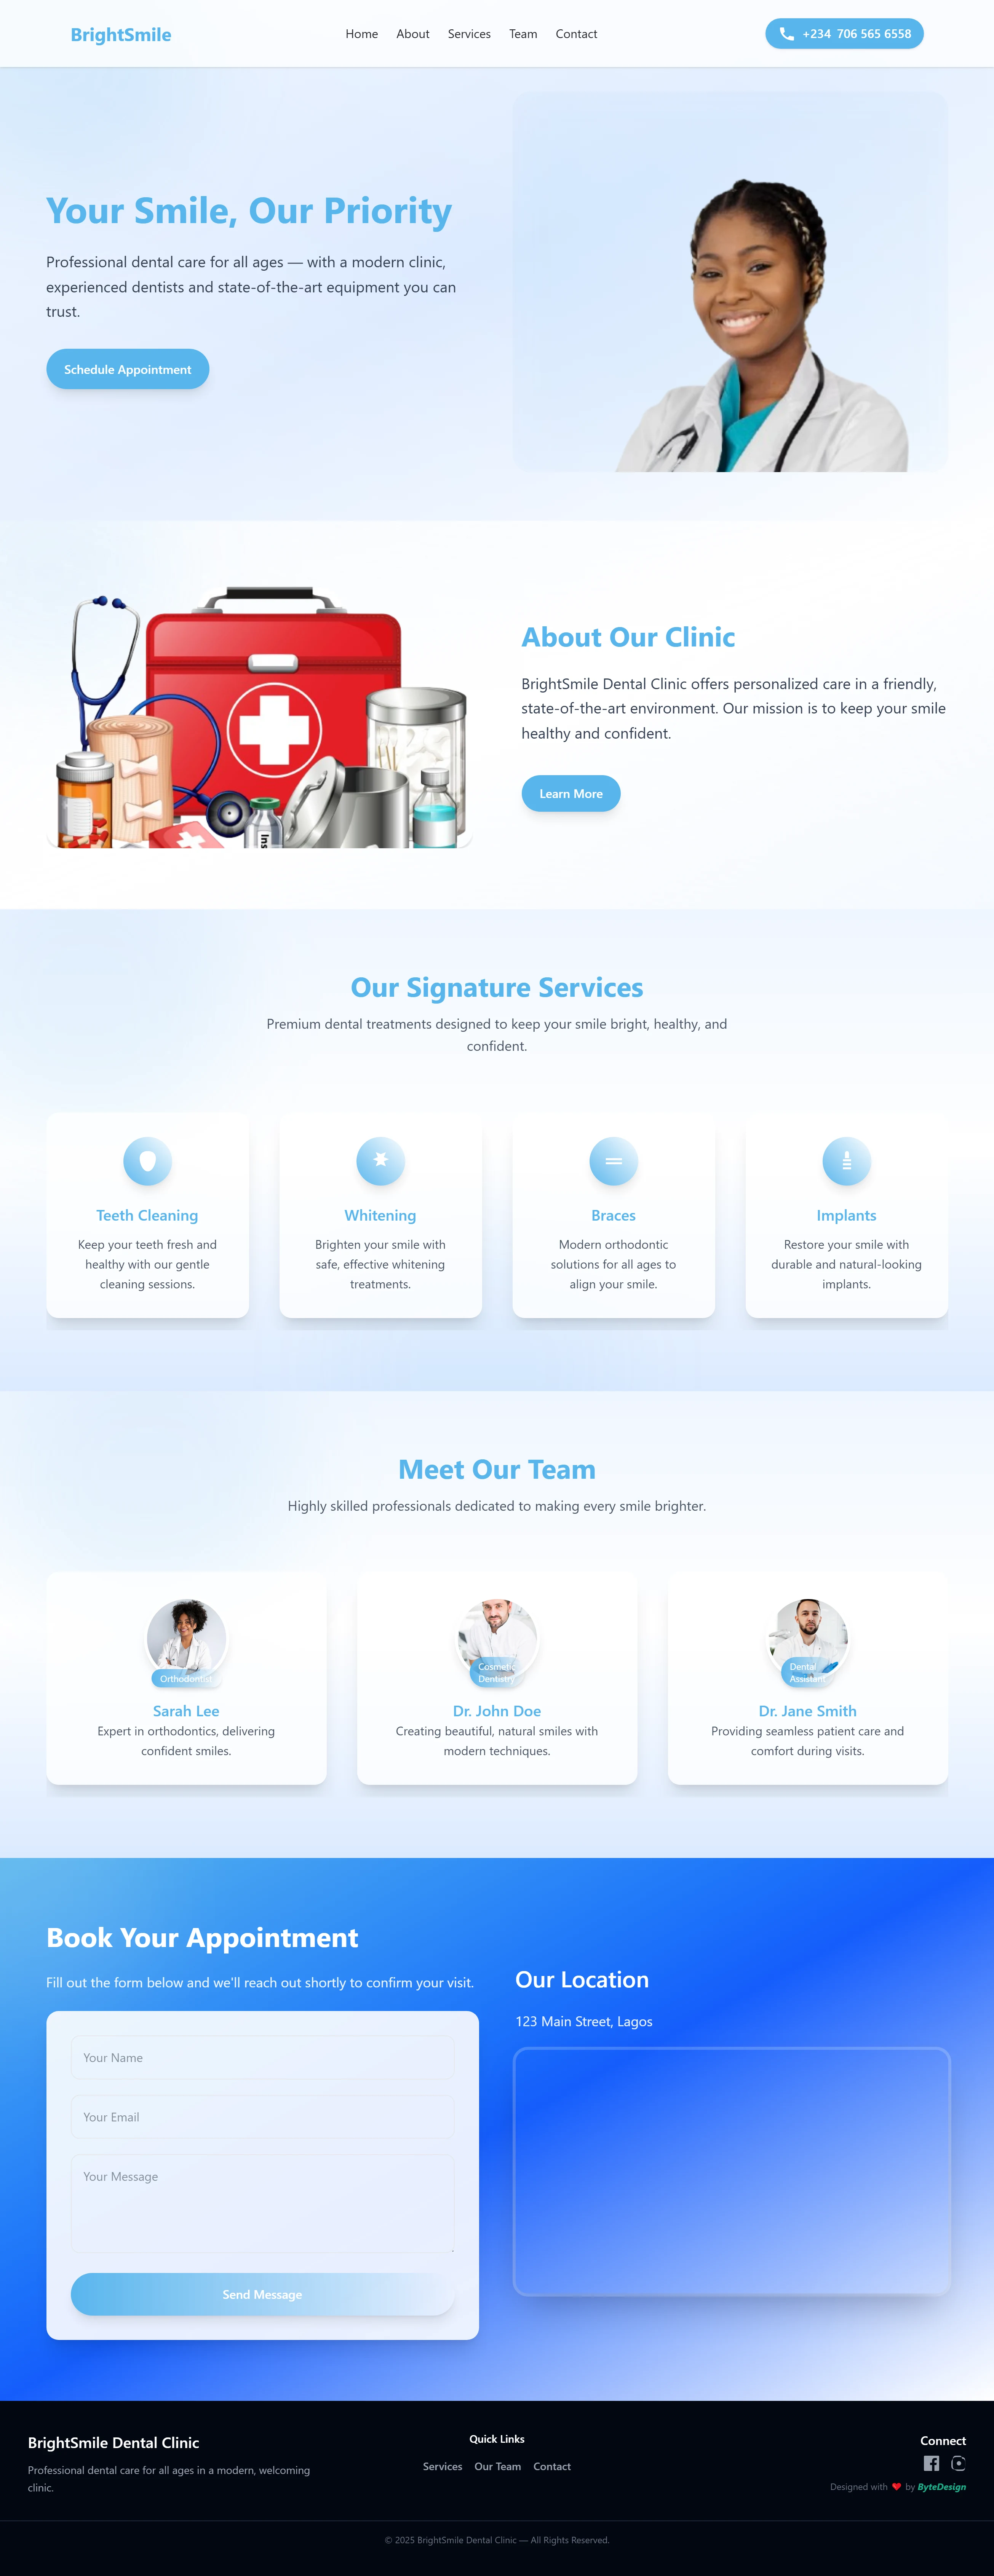 BrightSmile
Home About Services Team Contact
+234 706 565 6558
Your Smile, Our Priority
Professional dental care for all ages — with a modern clinic,
experienced dentists and state-of-the-art equipment you can
trust.
Schedule Appointment
Ins
About Our Clinic
BrightSmile Dental Clinic offers personalized care in a friendly,
state-of-the-art environment. Our mission is to keep your smile
healthy and confident.
Learn More
Our Signature Services
Premium dental treatments designed to keep your smile bright, healthy, and
confident.
Teeth Cleaning
Keep your teeth fresh and
healthy with our gentle
cleaning sessions.
Whitening
Brighten your smile with
safe, effective whitening
treatments.
Braces
Modern orthodontic
solutions for all ages to
align your smile.
Implants
Restore your smile with
durable and natural-looking
implants.
Meet Our Team
Highly skilled professionals dedicated to making every smile brighter.
Orthodontist
Sarah Lee
Expert in orthodontics, delivering
confident smiles.
Cosmetic
Dentistry
Dr. John Doe
Creating beautiful, natural smiles with
modern techniques.
Dental
Assistant
Dr. Jane Smith
Providing seamless patient care and
comfort during visits.
Book Your Appointment
Fill out the form below and we'll reach out shortly to confirm your visit.
Your Name
Your Email
Your Message
Send Message
Our Location
123 Main Street, Lagos
BrightSmile Dental Clinic
Professional dental care for all ages in a modern, welcoming
clinic.
Quick Links
Services Our Team Contact
Connect
Designed with ❤ by ByteDesign
© 2025 BrightSmile Dental Clinic — All Rights Reserved.